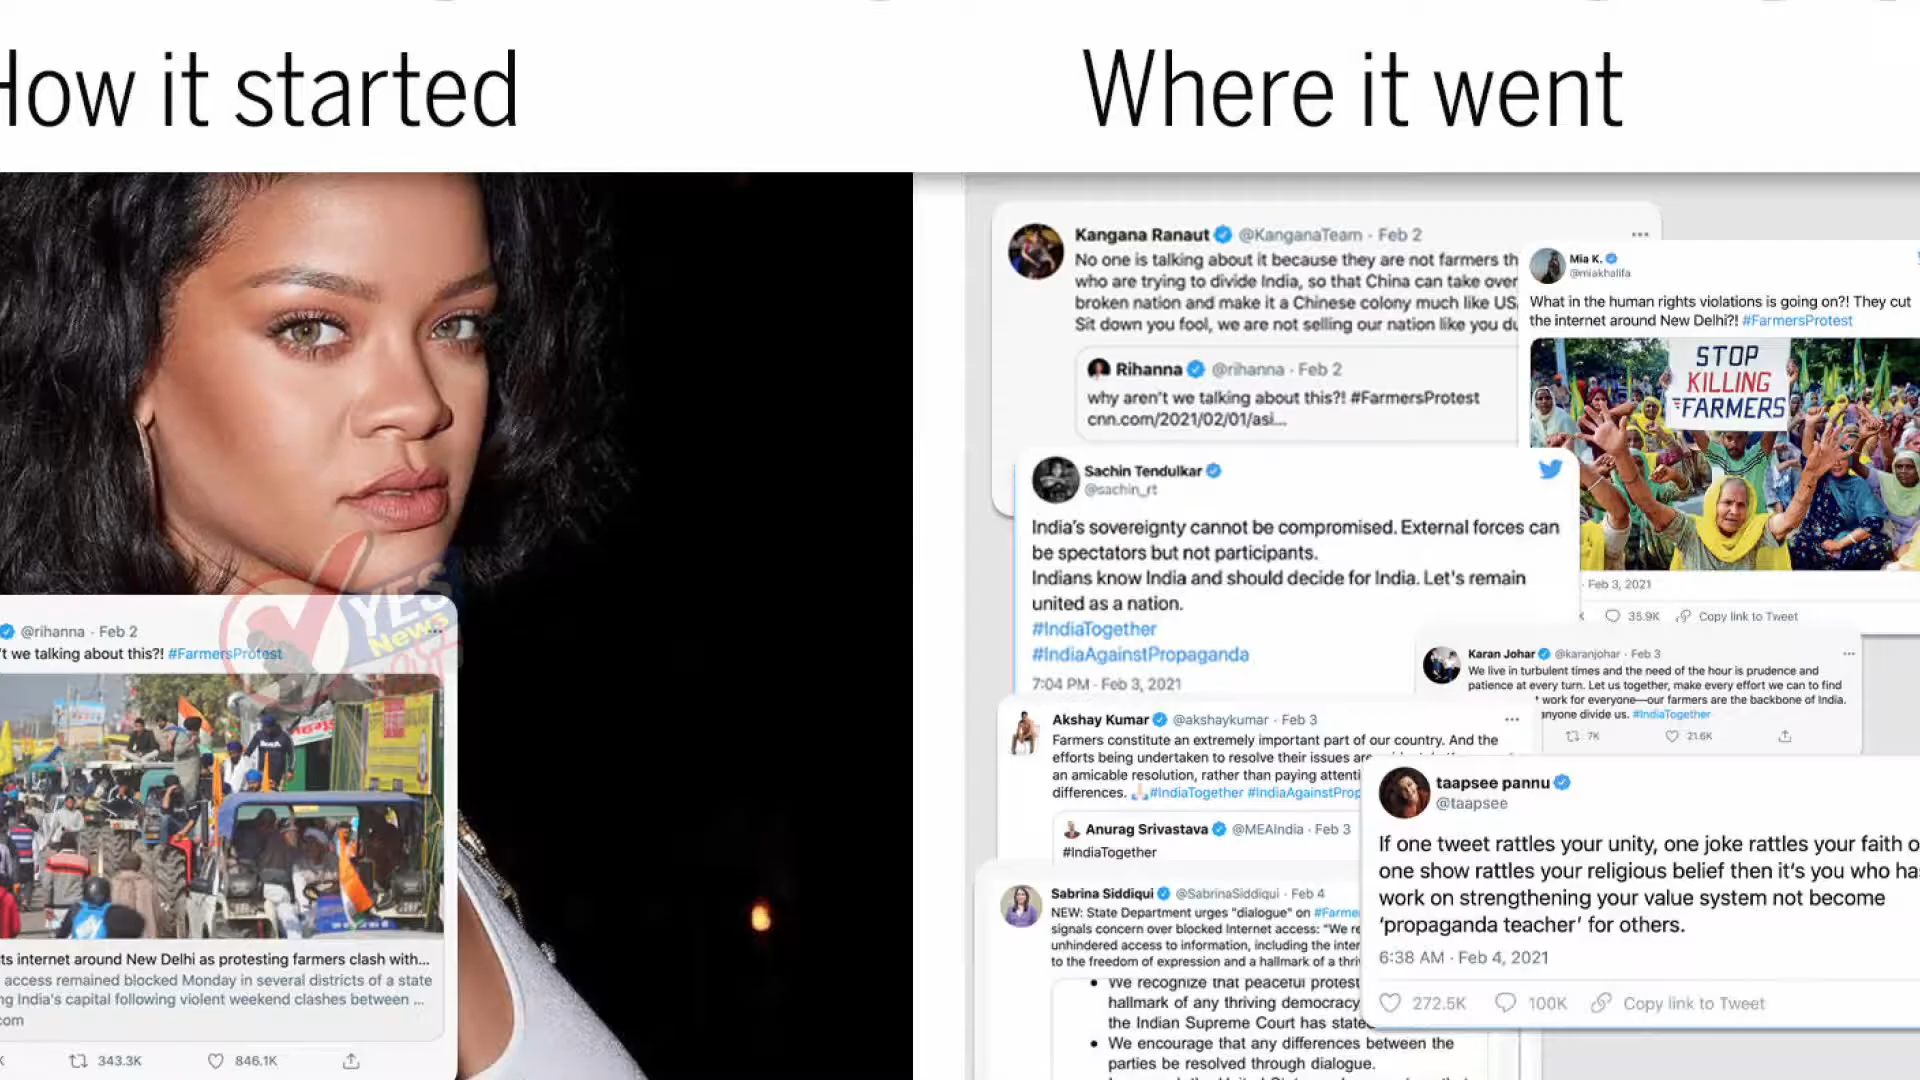 How it started
Where it went
@rihanna · Feb 2
't we talking about this?! #FarmersProtest
YES
News
ts internet around New Delhi as protesting farmers clash with...
access remained blocked Monday in several districts of a state
ng India's capital following violent weekend clashes between ...
com
K 343.3K 846.1K
Kangana Ranaut @KanganaTeam · Feb 2
No one is talking about it because they are not farmers th
who are trying to divide India, so that China can take over
broken nation and make it a Chinese colony much like US
Sit down you fool, we are not selling our nation like you du
Rihanna @rihanna · Feb 2
why aren't we talking about this?! #FarmersProtest
cnn.com/2021/02/01/asi...
Mia K.
@miakhalifa
What in the human rights violations is going on?! They cut
the internet around New Delhi?! #FarmersProtest
STOP
KILLING
FARMERS
· Feb 3, 2021
35.9K Copy link to Tweet
Sachin Tendulkar
@sachin_rt
India's sovereignty cannot be compromised. External forces can
be spectators but not participants.
Indians know India and should decide for India. Let's remain
united as a nation.
#IndiaTogether
#IndiaAgainstPropaganda
7:04 PM · Feb 3, 2021
Karan Johar @karanjohar · Feb 3
We live in turbulent times and the need of the hour is prudence and
patience at every turn. Let us together, make every effort we can to find
work for everyone—our farmers are the backbone of India.
anyone divide us. #IndiaTogether
7K 21.6K
Akshay Kumar @akshaykumar · Feb 3
Farmers constitute an extremely important part of our country. And the
efforts being undertaken to resolve their issues are
an amicable resolution, rather than paying attenti
differences. 🙏🏻#IndiaTogether #IndiaAgainstProp
Anurag Srivastava @MEAIndia · Feb 3
#IndiaTogether
taapsee pannu
@taapsee
If one tweet rattles your unity, one joke rattles your faith o
one show rattles your religious belief then it's you who has
work on strengthening your value system not become
'propaganda teacher' for others.
6:38 AM · Feb 4, 2021
272.5K 100K Copy link to Tweet
Sabrina Siddiqui @SabrinaSiddiqui · Feb 4
NEW: State Department urges "dialogue" on #Farme
signals concern over blocked Internet access: "We re
unhindered access to information, including the inter
to the freedom of expression and a hallmark of a thri
• We recognize that peaceful protest
hallmark of any thriving democracy
the Indian Supreme Court has state
• We encourage that any differences between the
parties be resolved through dialogue.